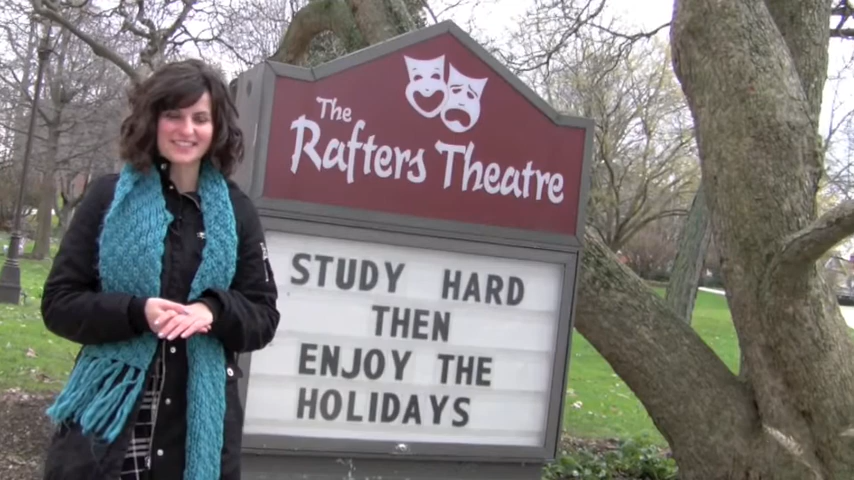 The
Rafters Theatre
STUDY HARD
THEN
ENJOY THE
HOLIDAYS